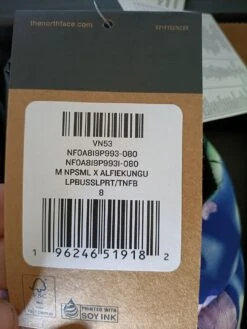 thenorthface.com
VN53
NF0A8I9P993-080
NF0A8I9P993I-080
M NPSML X ALFIEKUNGU
LPBUSSLPRT/TNFB
8
1 96246 51918 2
FSC
PRINTED WITH
SOY INK